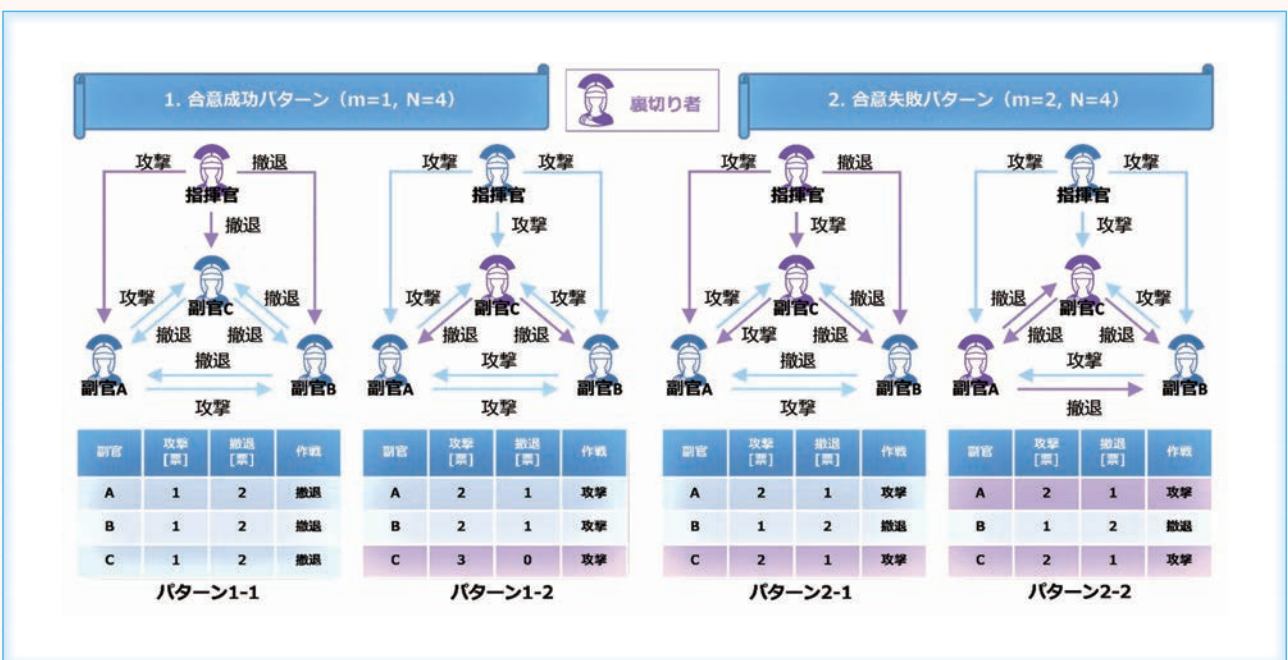 1. 合意成功パターン（m=1, N=4）
裏切り者
2. 合意失敗パターン（m=2, N=4）
攻撃
撤退
指揮官
撤退
攻撃
副官C
撤退
撤退
撤退
撤退
副官A
副官B
攻撃
副官
攻撃
[票]
撤退
[票]
作戦
A 1 2 撤退
B 1 2 撤退
C 1 2 撤退
パターン1-1
攻撃
攻撃
指揮官
攻撃
攻撃
副官C
攻撃
撤退
撤退
攻撃
副官A
副官B
攻撃
副官
攻撃
[票]
撤退
[票]
作戦
A 2 1 攻撃
B 2 1 攻撃
C 3 0 攻撃
パターン1-2
攻撃
撤退
指揮官
攻撃
攻撃
副官C
撤退
攻撃
撤退
撤退
副官A
副官B
攻撃
副官
攻撃
[票]
撤退
[票]
作戦
A 2 1 攻撃
B 1 2 撤退
C 2 1 攻撃
パターン2-1
攻撃
攻撃
指揮官
攻撃
撤退
副官C
攻撃
撤退
撤退
攻撃
副官A
副官B
撤退
副官
攻撃
[票]
撤退
[票]
作戦
A 2 1 攻撃
B 1 2 撤退
C 2 1 攻撃
パターン2-2